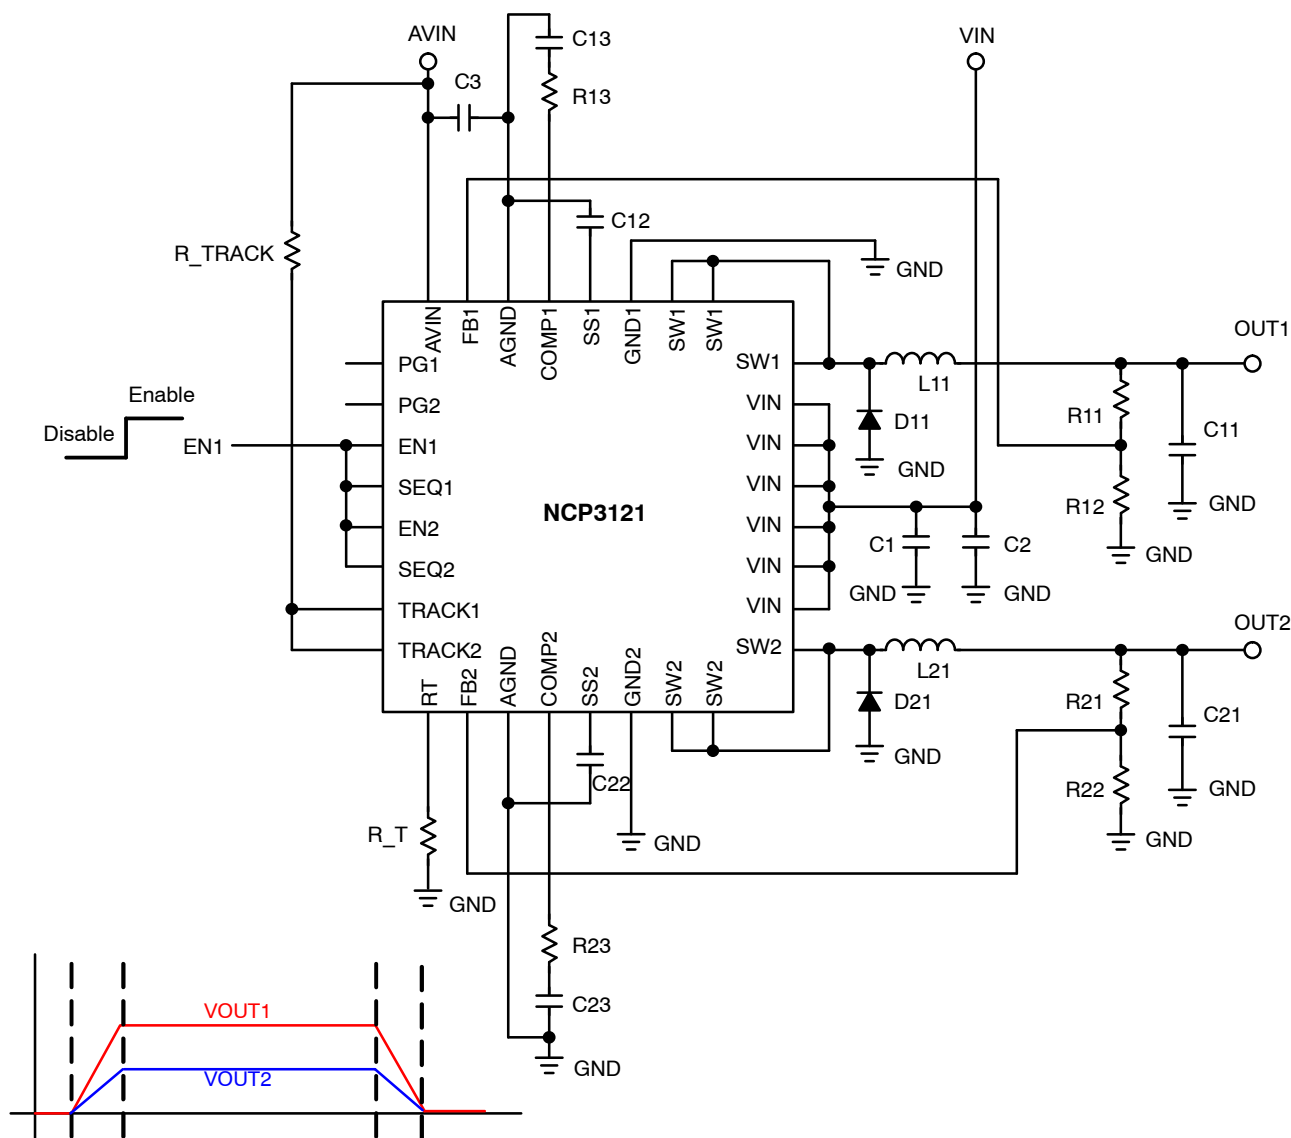 AVIN
C13
VIN
C3
R13
C12
R_TRACK
GND
AVIN
FB1
AGND
COMP1
SS1
GND1
SW1
SW1
OUT1
PG1
SW1
L11
Enable
PG2
VIN
R11
Disable
D11
C11
EN1
EN1
VIN
GND
SEQ1
VIN
R12
GND
NCP3121
EN2
VIN
C1
C2
GND
SEQ2
VIN
GND
GND
TRACK1
VIN
OUT2
TRACK2
SW2
L21
RT
FB2
AGND
COMP2
SS2
GND2
SW2
SW2
R21
D21
C21
GND
C22
R22
GND
R_T
GND
GND
GND
R23
C23
VOUT1
GND
VOUT2